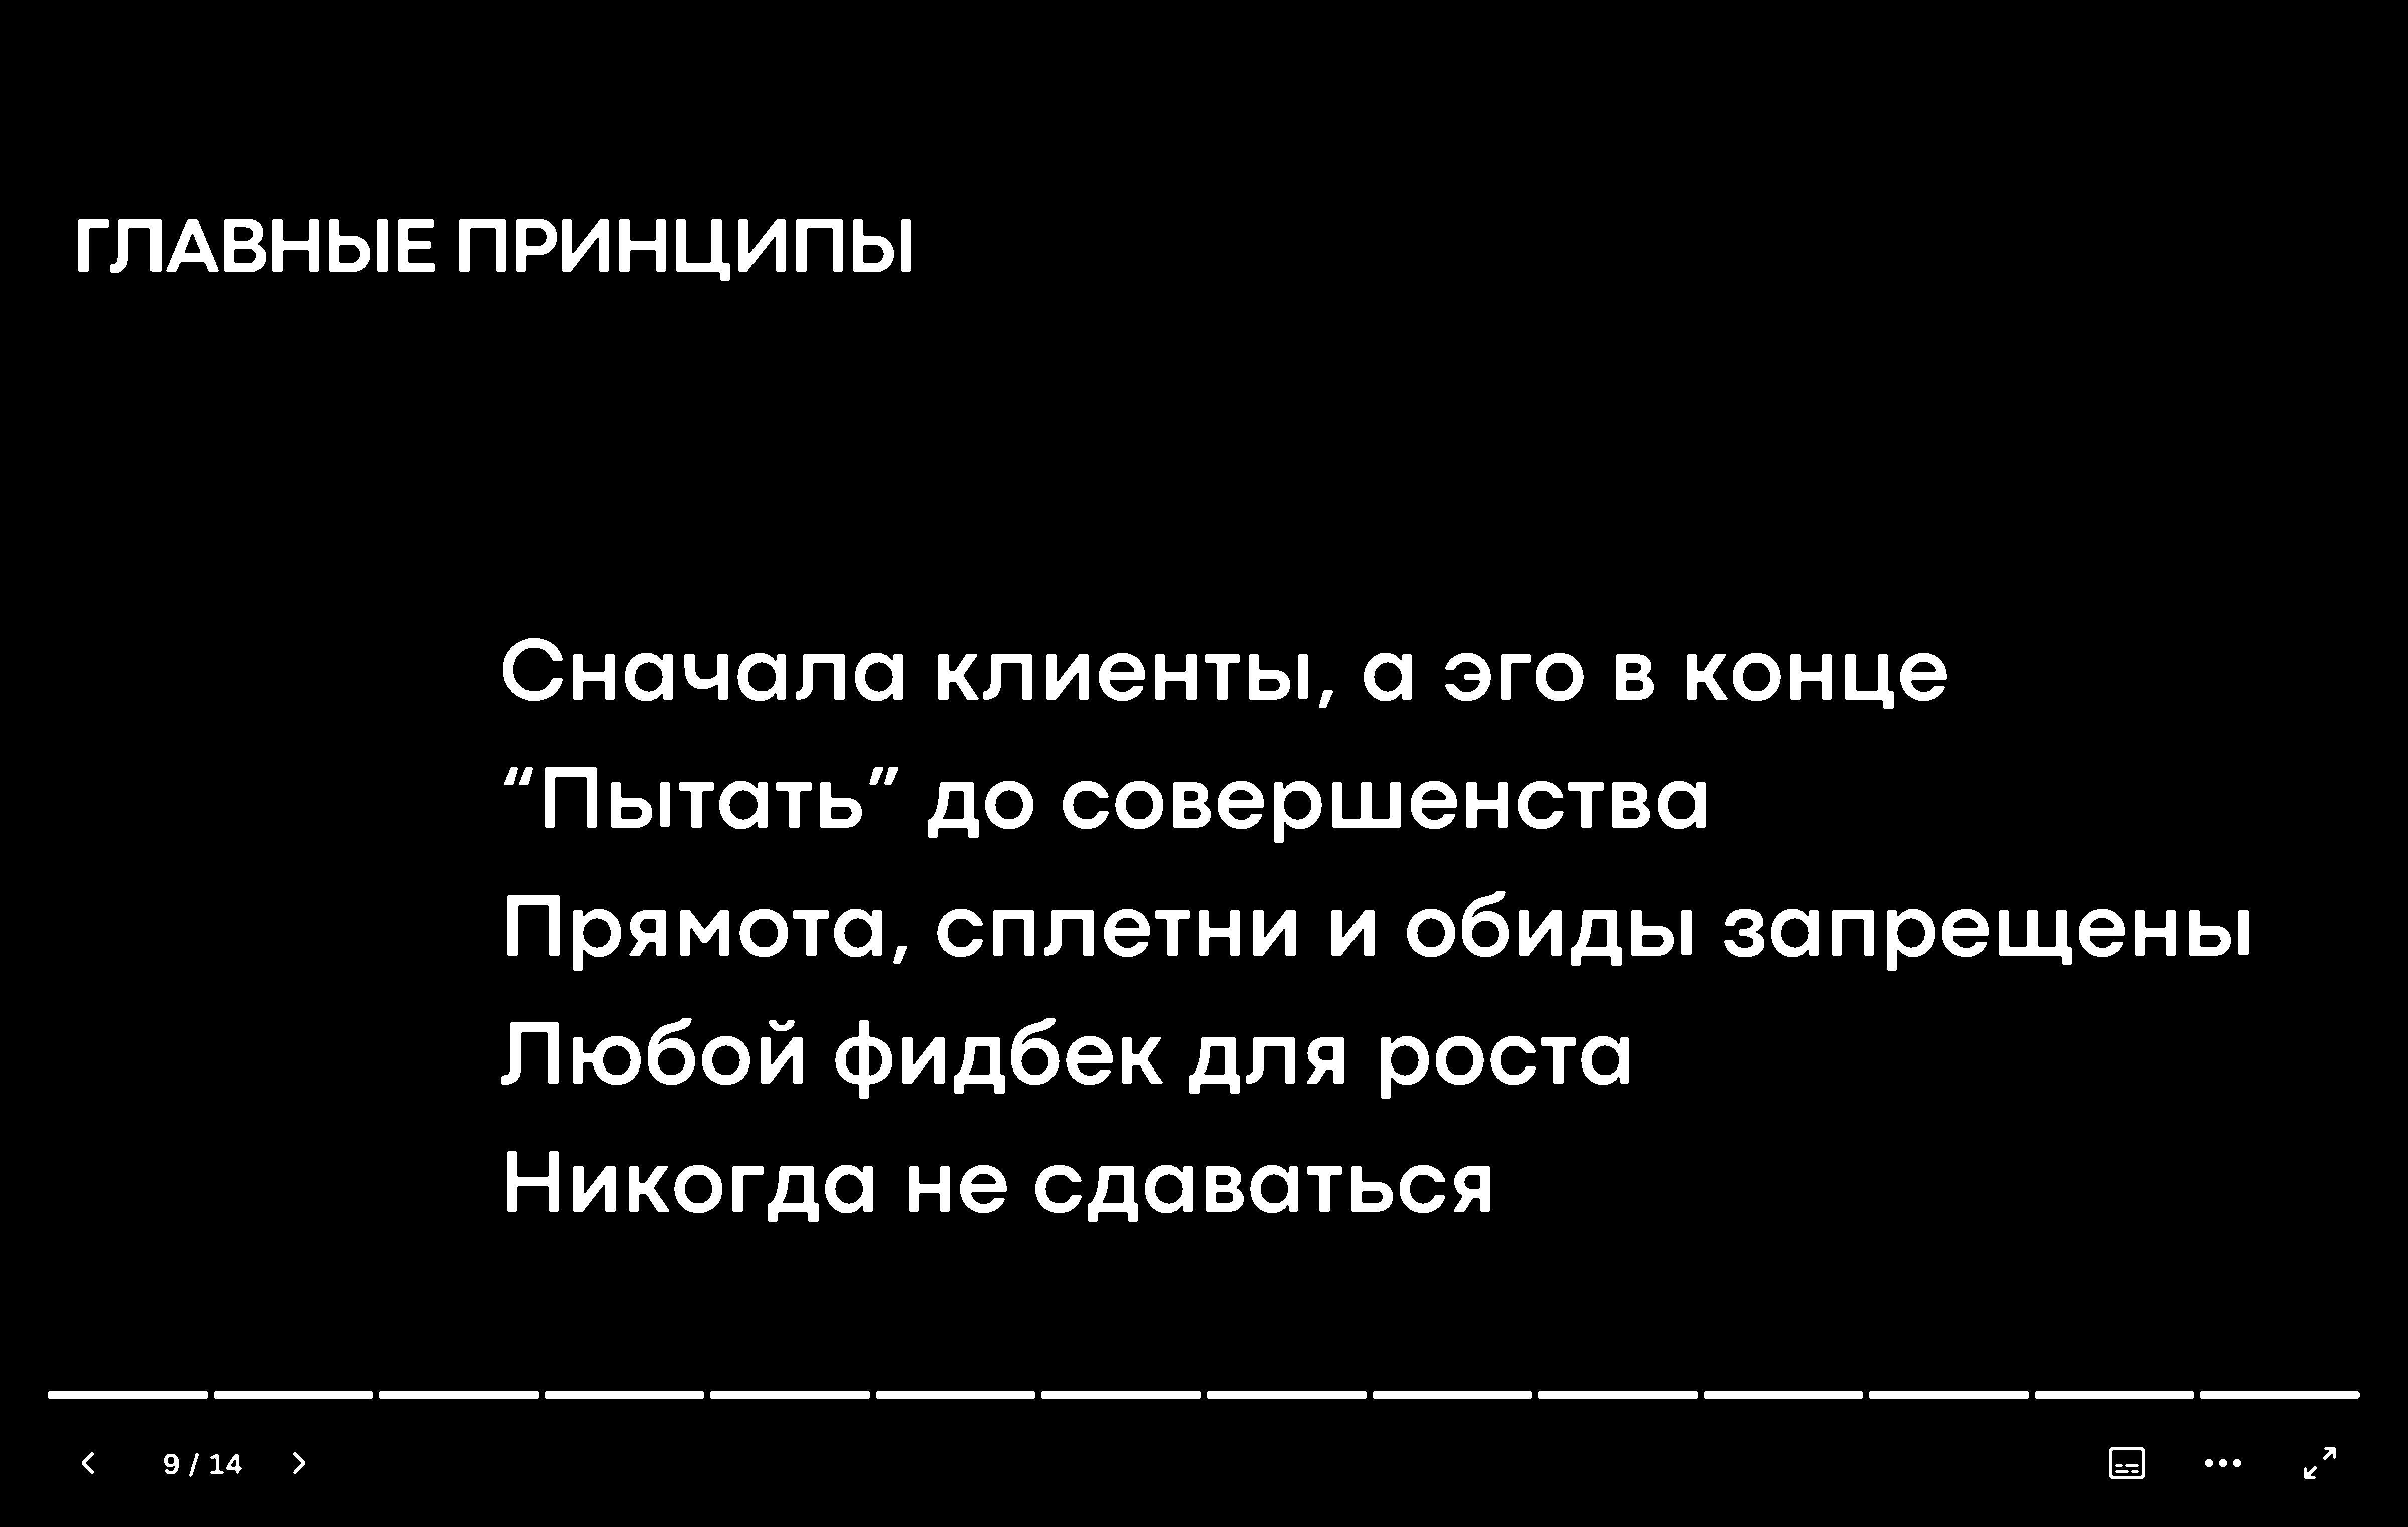 ГЛАВНЫЕ ПРИНЦИПЫ
Сначала клиенты, а эго в конце
“Пытать” до совершенства
Прямота, сплетни и обиды запрещены
Любой фидбек для роста
Никогда не сдаваться
9 / 14